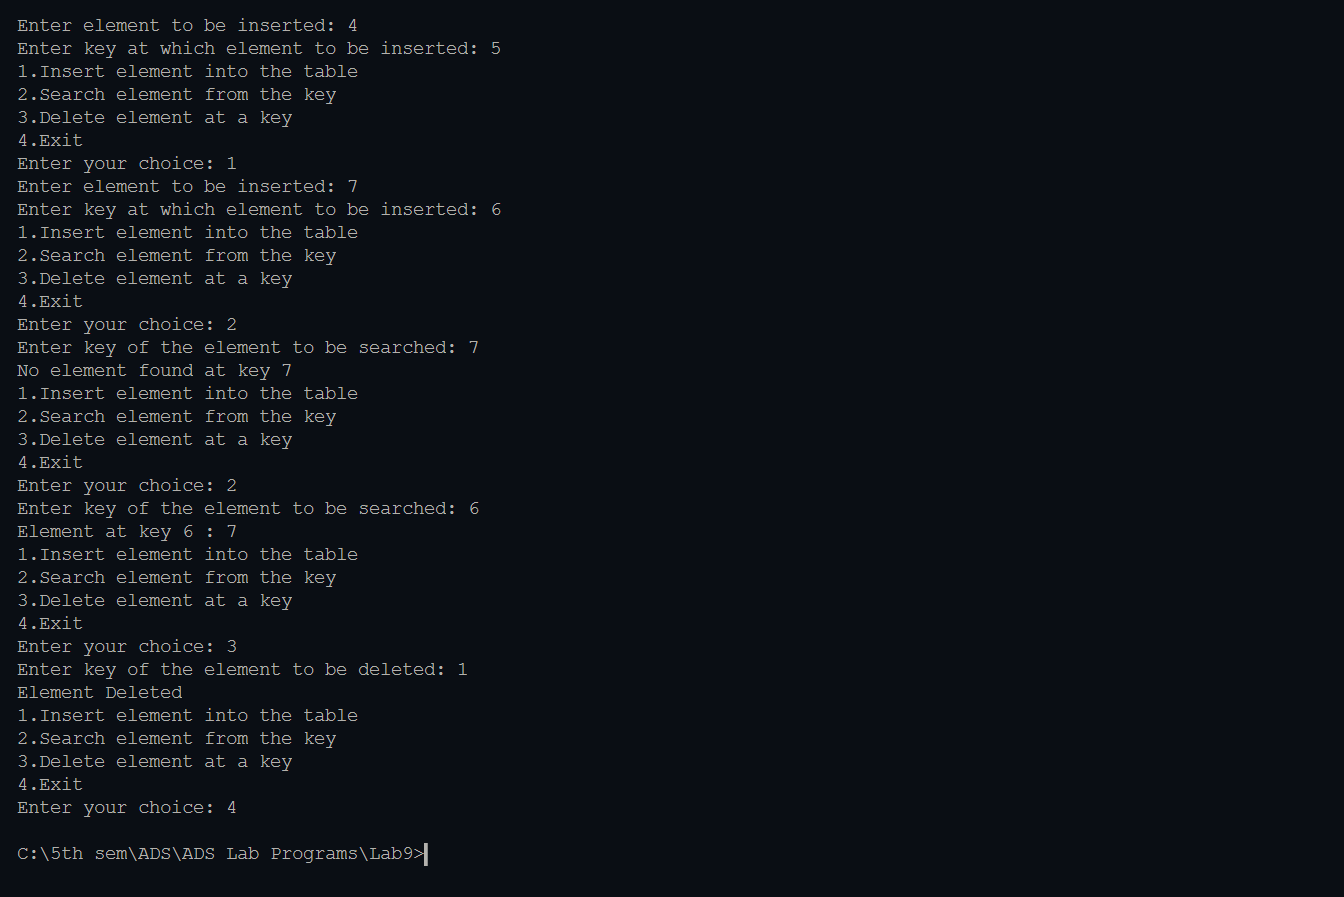 Enter element to be inserted: 4
Enter key at which element to be inserted: 5
1.Insert element into the table
2.Search element from the key
3.Delete element at a key
4.Exit
Enter your choice: 1
Enter element to be inserted: 7
Enter key at which element to be inserted: 6
1.Insert element into the table
2.Search element from the key
3.Delete element at a key
4.Exit
Enter your choice: 2
Enter key of the element to be searched: 7
No element found at key 7
1.Insert element into the table
2.Search element from the key
3.Delete element at a key
4.Exit
Enter your choice: 2
Enter key of the element to be searched: 6
Element at key 6 : 7
1.Insert element into the table
2.Search element from the key
3.Delete element at a key
4.Exit
Enter your choice: 3
Enter key of the element to be deleted: 1
Element Deleted
1.Insert element into the table
2.Search element from the key
3.Delete element at a key
4.Exit
Enter your choice: 4
C:\5th sem\ADS\ADS Lab Programs\Lab9>